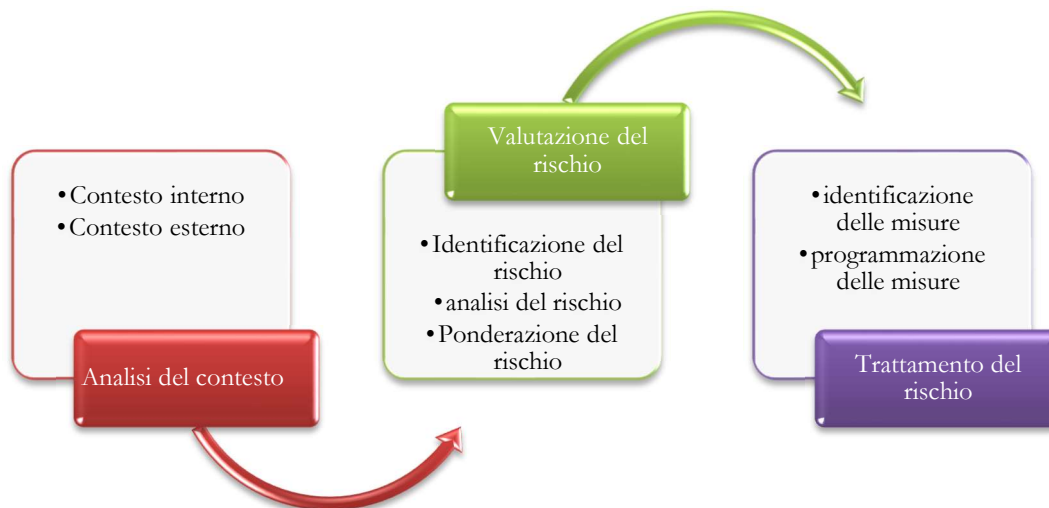 •Contesto interno
•Contesto esterno
Analisi del contesto
Valutazione del
rischio
•Identificazione del
rischio
•analisi del rischio
•Ponderazione del
rischio
•identificazione
delle misure
•programmazione
delle misure
Trattamento del
rischio